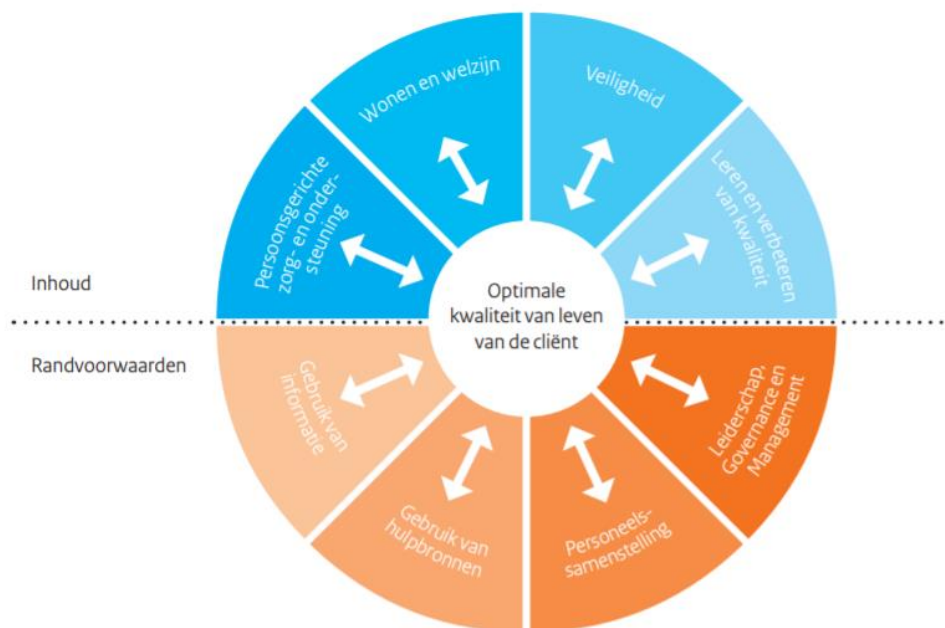 Wonen en welzijn
Veiligheid
Persoonsgerichte
zorg- en onder-
steuning
Leren en verbeteren
van kwaliteit
Inhoud
Optimale
kwaliteit van leven
van de cliënt
Randvoorwaarden
Gebruik van
informatie
Leiderschap,
Governance en
Management
Gebruik van
hulpbronnen
Personeels-
samenstelling